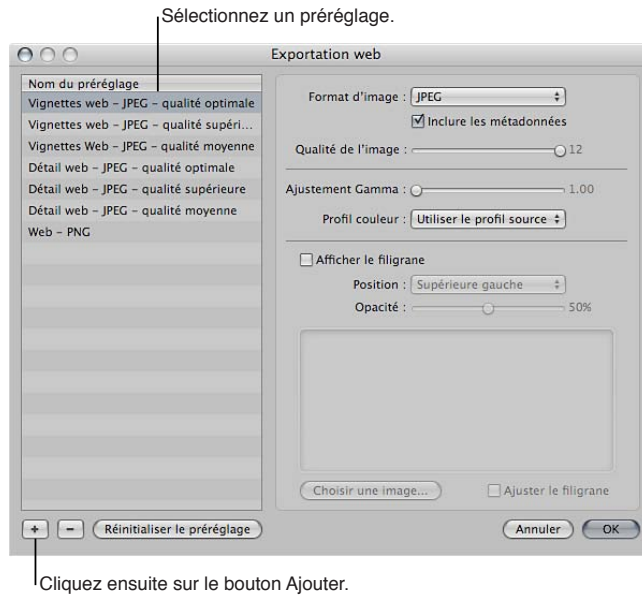 Sélectionnez un préréglage.
Exportation web
Nom du préréglage
Vignettes web – JPEG – qualité optimale
Vignettes web – JPEG – qualité supéri...
Vignettes Web – JPEG – qualité moyenne
Détail web – JPEG – qualité optimale
Détail web – JPEG – qualité supérieure
Détail web – JPEG – qualité moyenne
Web – PNG
Format d'image : JPEG
Inclure les métadonnées
Qualité de l'image : 12
Ajustement Gamma : 1.00
Profil couleur : Utiliser le profil source
Afficher le filigrane
Position : Supérieure gauche
Opacité : 50%
Choisir une image... Ajuster le filigrane
+ – Réinitialiser le préréglage Annuler OK
Cliquez ensuite sur le bouton Ajouter.